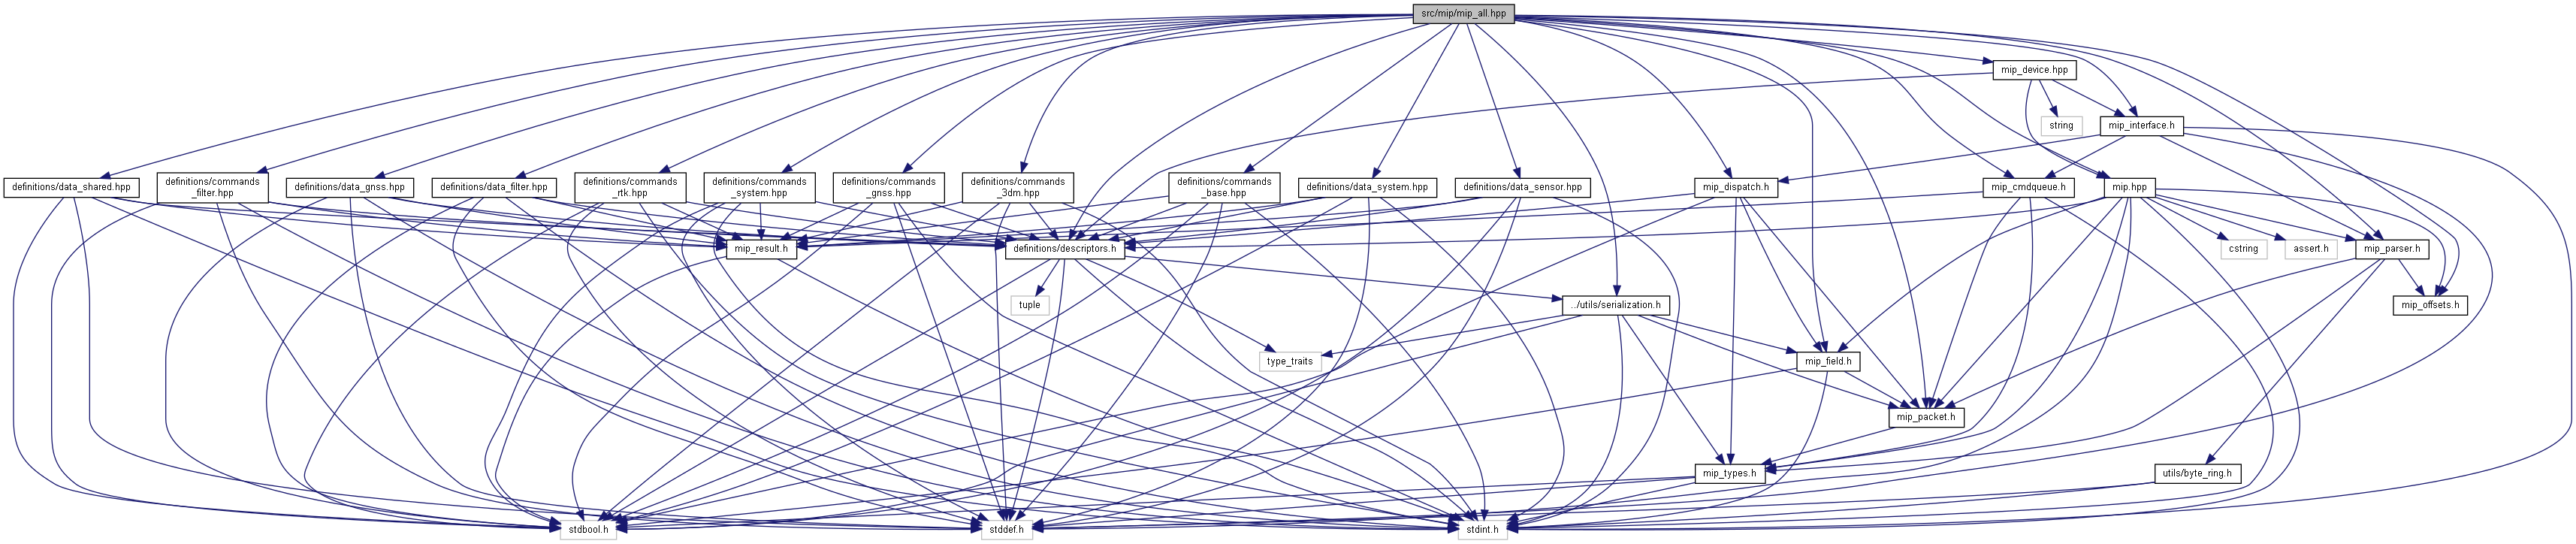 src/mip/mip_all.hpp
mip_device.hpp
string
mip_interface.h
definitions/data_shared.hpp
definitions/commands
_filter.hpp
definitions/data_gnss.hpp
definitions/data_filter.hpp
definitions/commands
_rtk.hpp
definitions/commands
_system.hpp
definitions/commands
_gnss.hpp
definitions/commands
_3dm.hpp
definitions/commands
_base.hpp
definitions/data_system.hpp
definitions/data_sensor.hpp
mip_dispatch.h
mip_cmdqueue.h
mip.hpp
mip_result.h
definitions/descriptors.h
cstring
assert.h
mip_parser.h
tuple
../utils/serialization.h
mip_offsets.h
type_traits
mip_field.h
mip_packet.h
mip_types.h
utils/byte_ring.h
stdbool.h
stddef.h
stdint.h